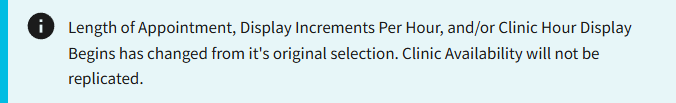 Length of Appointment, Display Increments Per Hour, and/or Clinic Hour Display
Begins has changed from it's original selection. Clinic Availability will not be
replicated.